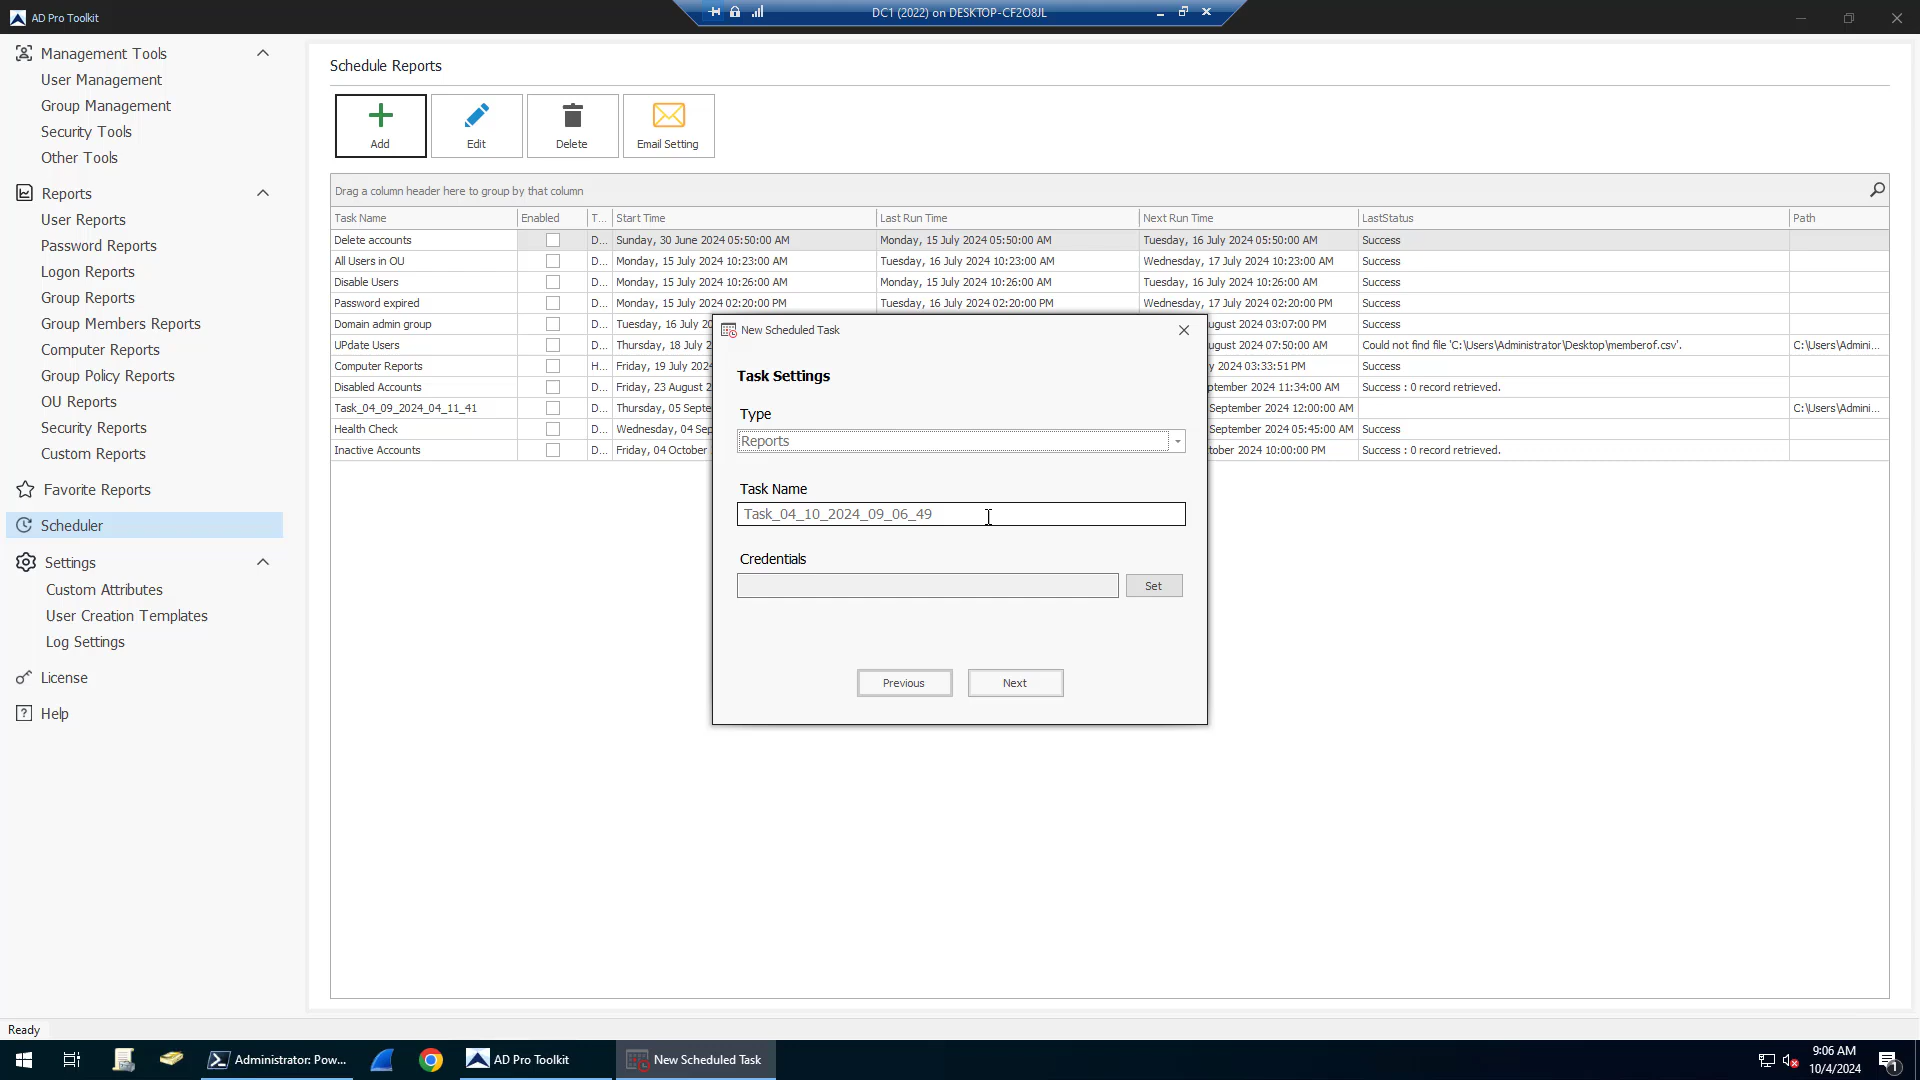 AD Pro Toolkit
DC1 (2022) on DESKTOP-CF2O8JL
Management Tools
User Management
Group Management
Security Tools
Other Tools
Reports
User Reports
Password Reports
Logon Reports
Group Reports
Group Members Reports
Computer Reports
Group Policy Reports
OU Reports
Security Reports
Custom Reports
Favorite Reports
Scheduler
Settings
Custom Attributes
User Creation Templates
Log Settings
License
Help
Schedule Reports
Add Edit Delete Email Setting
Drag a column header here to group by that column
Task Name Enabled T... Start Time Last Run Time Next Run Time LastStatus Path
Delete accounts D... Sunday, 30 June 2024 05:50:00 AM Monday, 15 July 2024 05:50:00 AM Tuesday, 16 July 2024 05:50:00 AM Success
All Users in OU D... Monday, 15 July 2024 10:23:00 AM Tuesday, 16 July 2024 10:23:00 AM Wednesday, 17 July 2024 10:23:00 AM Success
Disable Users D... Monday, 15 July 2024 10:26:00 AM Monday, 15 July 2024 10:26:00 AM Tuesday, 16 July 2024 10:26:00 AM Success
Password expired D... Monday, 15 July 2024 02:20:00 PM Tuesday, 16 July 2024 02:20:00 PM Wednesday, 17 July 2024 02:20:00 PM Success
Domain admin group D... Tuesday, 16 July 20 ugust 2024 03:07:00 PM Success
UPdate Users D... Thursday, 18 July 2 ugust 2024 07:50:00 AM Could not find file 'C:\Users\Administrator\Desktop\memberof.csv'. C:\Users\Admini...
Computer Reports H... Friday, 19 July 2024 y 2024 03:33:51 PM Success
Disabled Accounts D... Friday, 23 August 2 ptember 2024 11:34:00 AM Success : 0 record retrieved.
Task_04_09_2024_04_11_41 D... Thursday, 05 Septe September 2024 12:00:00 AM C:\Users\Admini...
Health Check D... Wednesday, 04 Sep September 2024 05:45:00 AM Success
Inactive Accounts D... Friday, 04 October tober 2024 10:00:00 PM Success : 0 record retrieved.
New Scheduled Task
Task Settings
Type
Reports
Task Name
Task_04_10_2024_09_06_49
Credentials
Set
Previous Next
Ready
Administrator: Pow... AD Pro Toolkit New Scheduled Task
9:06 AM
10/4/2024
1